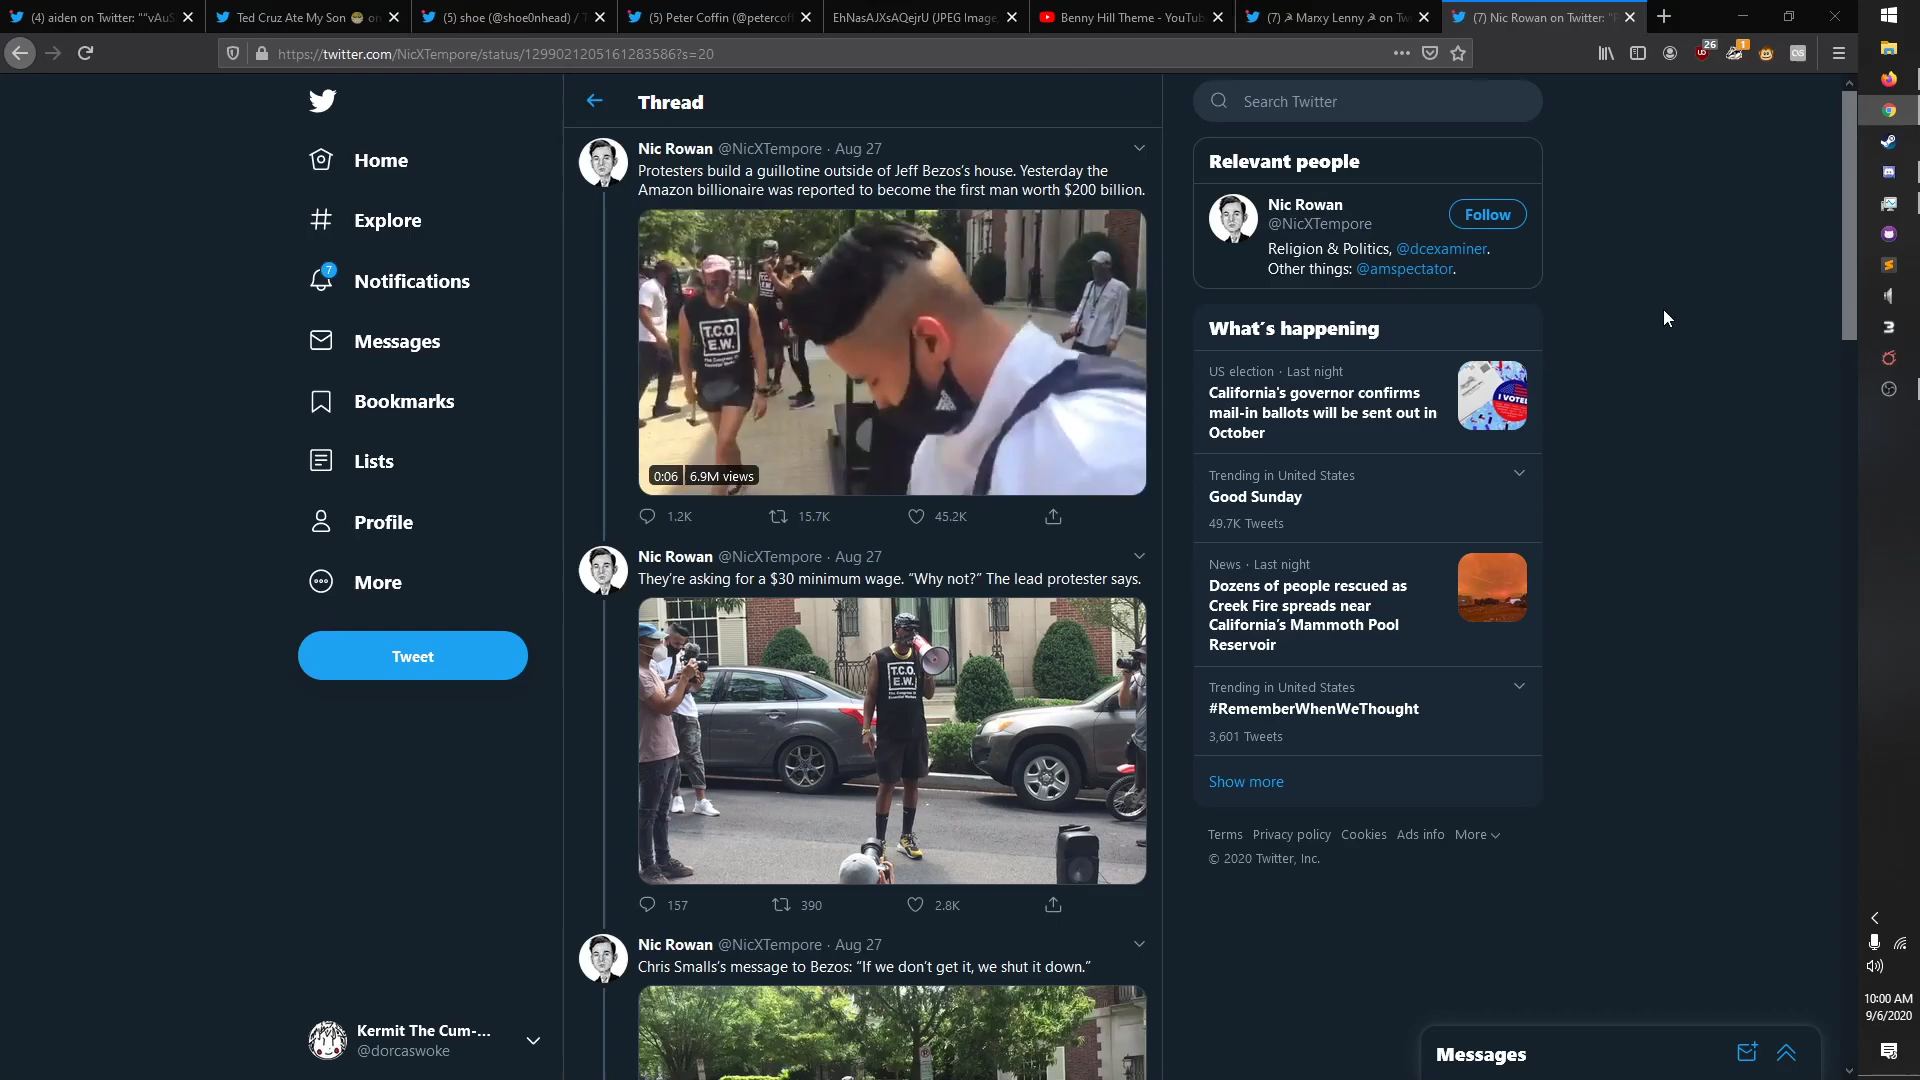 (4) aiden on Twitter: "“vAuS
Ted Cruz Ate My Son
on
(5) shoe (@shoe0nhead) / T
(5) Peter Coffin (@petercoff
EhNasAJXsAQejrU (JPEG Image,
Benny Hill Theme - YouTub
(7) ☭ Marxy Lenny ☭ on Tw
(7) Nic Rowan on Twitter: "P
https://twitter.com/NicXTempore/status/1299021205161283586?s=20
26
1
Home
Explore
7
Notifications
Messages
Bookmarks
Lists
Profile
More
Tweet
Kermit The Cum-...
@dorcaswoke
Thread
Nic Rowan @NicXTempore · Aug 27
Protesters build a guillotine outside of Jeff Bezos’s house. Yesterday the
Amazon billionaire was reported to become the first man worth $200 billion.
T.C.O.
E.W.
0:06 6.9M views
1.2K 15.7K 45.2K
Nic Rowan @NicXTempore · Aug 27
They’re asking for a $30 minimum wage. “Why not?” The lead protester says.
T.C.O.
E.W.
157 390 2.8K
Nic Rowan @NicXTempore · Aug 27
Chris Smalls’s message to Bezos: “If we don’t get it, we shut it down.”
Search Twitter
Relevant people
Nic Rowan
@NicXTempore
Follow
Religion & Politics, @dcexaminer.
Other things: @amspectator.
What’s happening
US election · Last night
California's governor confirms
mail-in ballots will be sent out in
October
I VOTE
Trending in United States
Good Sunday
49.7K Tweets
News · Last night
Dozens of people rescued as
Creek Fire spreads near
California’s Mammoth Pool
Reservoir
Trending in United States
#RememberWhenWeThought
3,601 Tweets
Show more
Terms Privacy policy Cookies Ads info More
© 2020 Twitter, Inc.
Messages
10:00 AM
9/6/2020